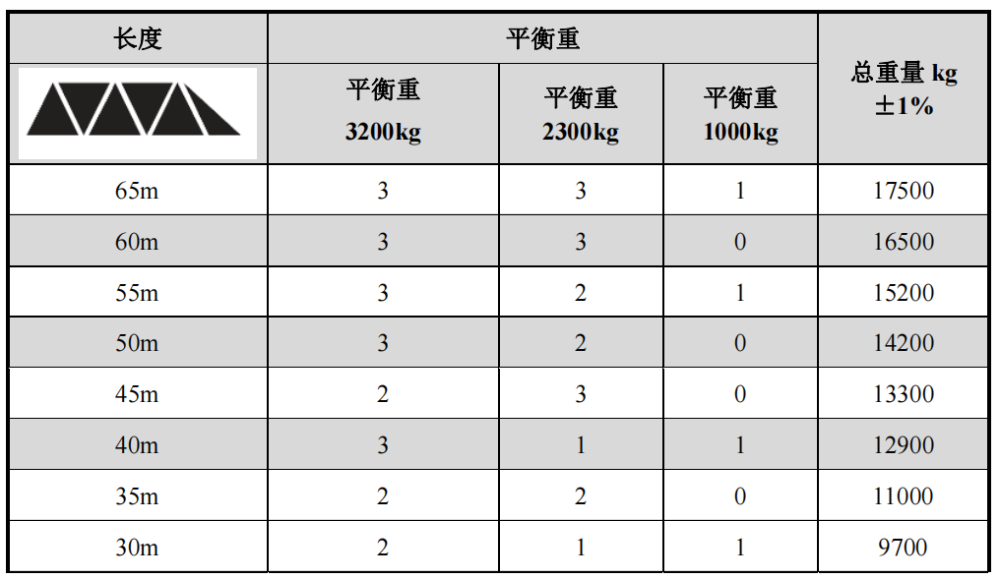 长度 平衡重 总重量 kg ±1%
平衡重 3200kg 平衡重 2300kg 平衡重 1000kg
65m 3 3 1 17500
60m 3 3 0 16500
55m 3 2 1 15200
50m 3 2 0 14200
45m 2 3 0 13300
40m 3 1 1 12900
35m 2 2 0 11000
30m 2 1 1 9700